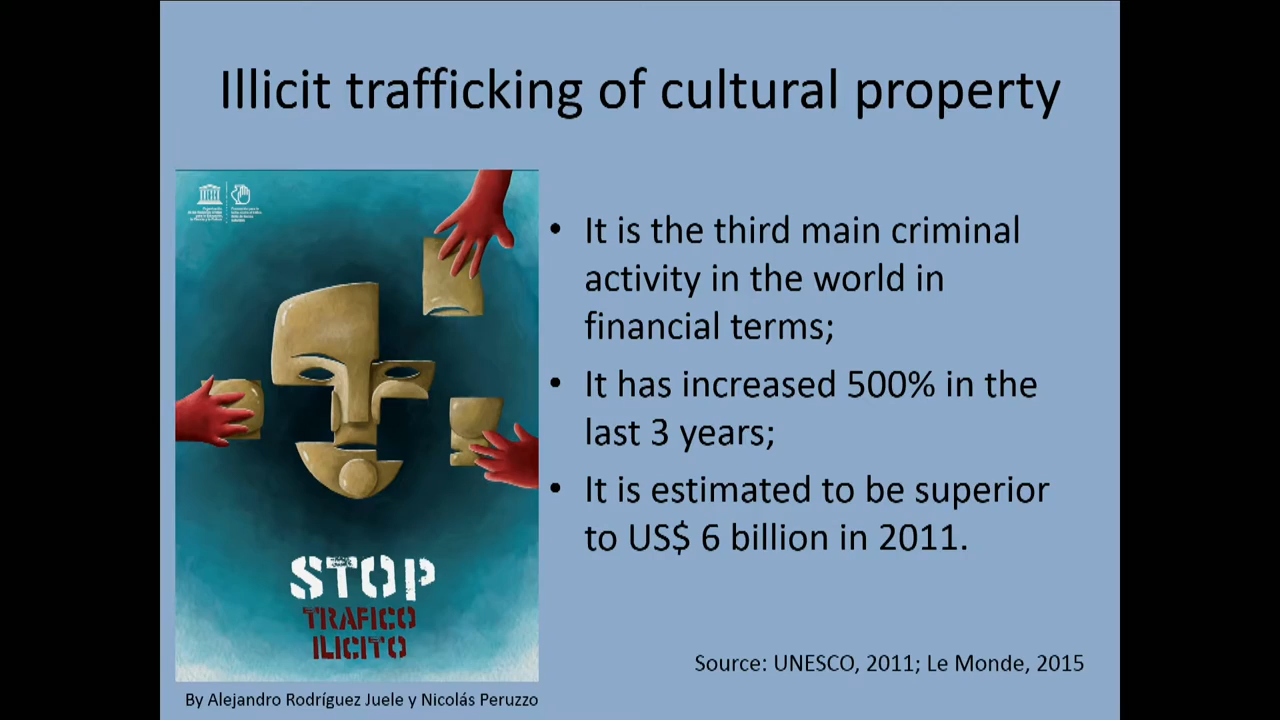 Illicit trafficking of cultural property
• It is the third main criminal
activity in the world in
financial terms;
• It has increased 500% in the
last 3 years;
• It is estimated to be superior
to US$ 6 billion in 2011.
STOP
TRAFICO
ILICITO
Source: UNESCO, 2011; Le Monde, 2015
By Alejandro Rodríguez Juele y Nicolás Peruzzo